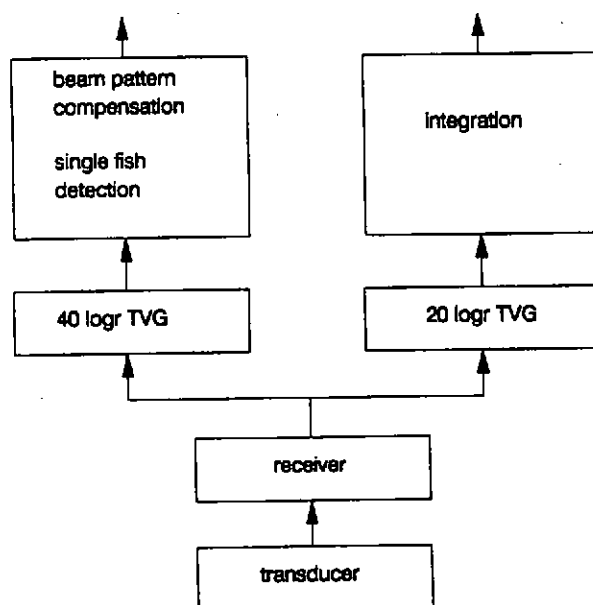 beam pattern
compensation
single fish
detection
integration
40 logr TVG
20 logr TVG
receiver
transducer